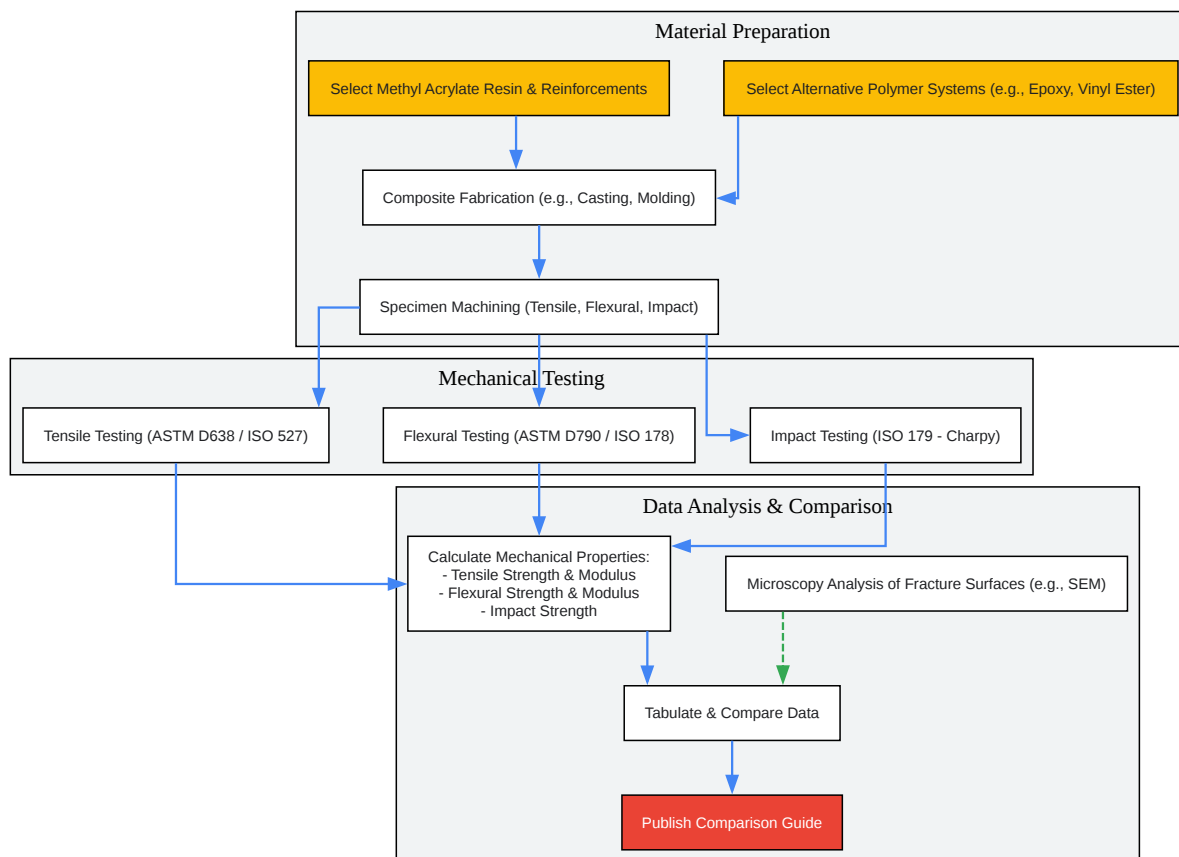 Material Preparation
Select Methyl Acrylate Resin & Reinforcements
Select Alternative Polymer Systems (e.g., Epoxy, Vinyl Ester)
Composite Fabrication (e.g., Casting, Molding)
Specimen Machining (Tensile, Flexural, Impact)
Mechanical Testing
Tensile Testing (ASTM D638 / ISO 527)
Flexural Testing (ASTM D790 / ISO 178)
Impact Testing (ISO 179 - Charpy)
Data Analysis & Comparison
Calculate Mechanical Properties:
- Tensile Strength & Modulus
- Flexural Strength & Modulus
- Impact Strength
Microscopy Analysis of Fracture Surfaces (e.g., SEM)
Tabulate & Compare Data
Publish Comparison Guide